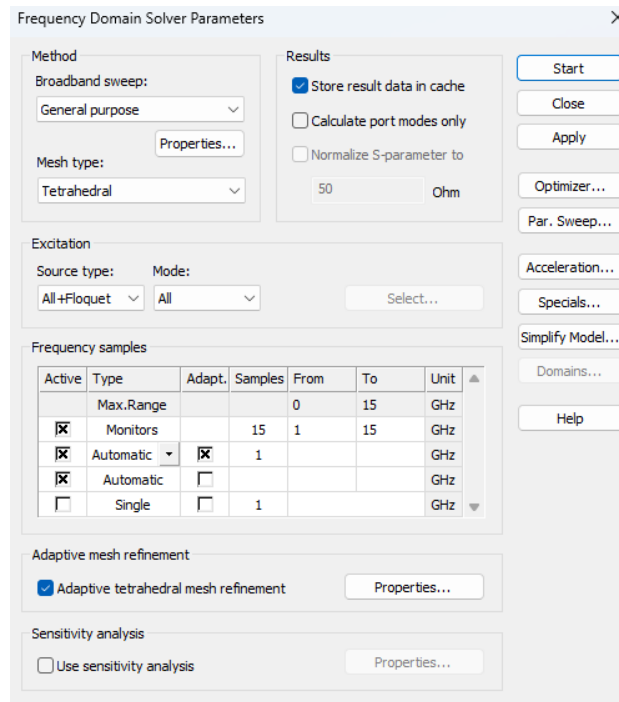 Frequency Domain Solver Parameters
Method
Broadband sweep:
General purpose
Properties...
Mesh type:
Tetrahedral
Results
Store result data in cache
Calculate port modes only
Normalize S-parameter to
50 Ohm
Start
Close
Apply
Optimizer...
Par. Sweep...
Acceleration...
Specials...
Simplify Model...
Domains...
Help
Excitation
Source type: Mode:
All+Floquet All Select...
Frequency samples
Active Type Adapt. Samples From To Unit
Max.Range 0 15 GHz
Monitors 15 1 15 GHz
Automatic 1 GHz
Automatic GHz
Single 1 GHz
Adaptive mesh refinement
Adaptive tetrahedral mesh refinement Properties...
Sensitivity analysis
Use sensitivity analysis Properties...